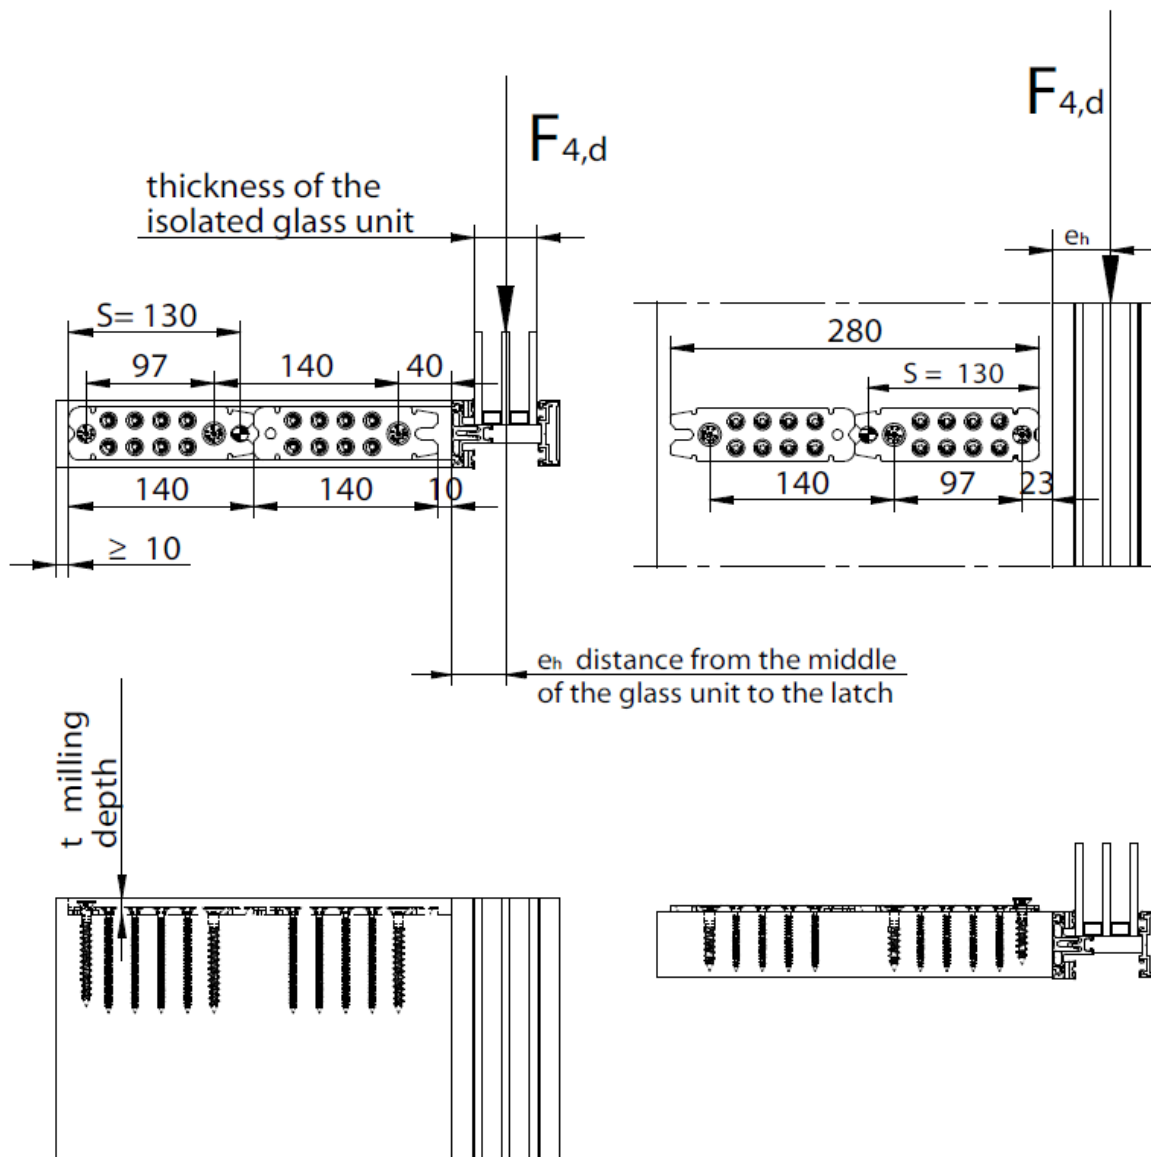 F4,d
thickness of the
isolated glass unit
S= 130
97
140
40
140
140
10
≥ 10
eh distance from the middle
of the glass unit to the latch
F4,d
eh
280
S = 130
140
97
23
t milling
depth